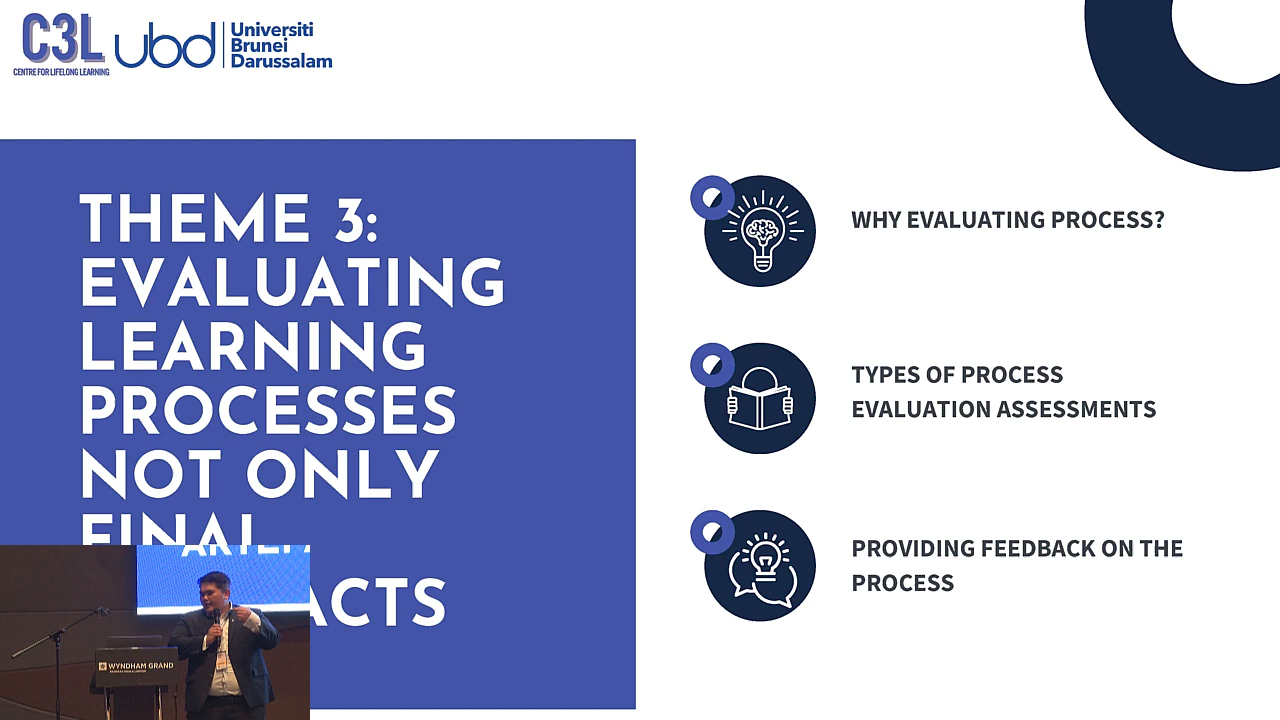 C3L
CENTRE FOR LIFELONG LEARNING
ubd
Universiti
Brunei
Darussalam
THEME 3:
EVALUATING
LEARNING
PROCESSES
NOT ONLY
FINAL
ACTS
WHY EVALUATING PROCESS?
TYPES OF PROCESS
EVALUATION ASSESSMENTS
PROVIDING FEEDBACK ON THE
PROCESS
WYNDHAM GRAND